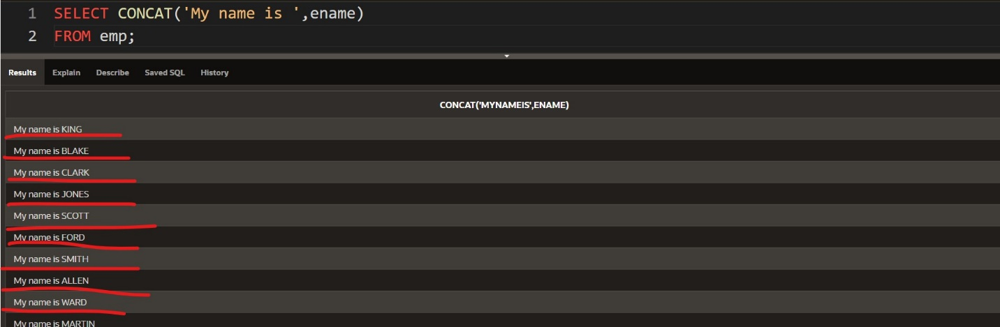 1 SELECT CONCAT('My name is ',ename)
2 FROM emp;
Results Explain Describe Saved SQL History
CONCAT('MYNAMEIS',ENAME)
My name is KING
My name is BLAKE
My name is CLARK
My name is JONES
My name is SCOTT
My name is FORD
My name is SMITH
My name is ALLEN
My name is WARD
My name is MARTIN